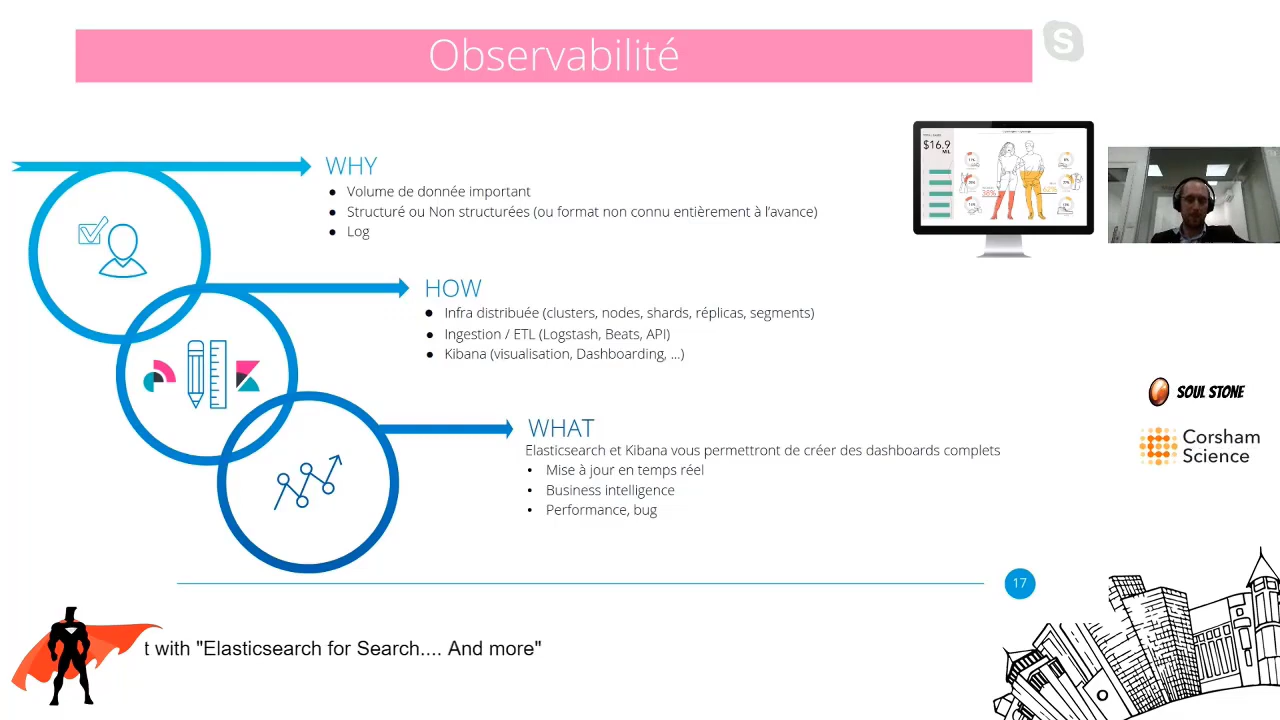 Observabilité
S
WHY
Volume de donnée important
Structuré ou Non structurées (ou format non connu entièrement à l'avance)
Log
$16.9
MIL
38%
62%
HOW
Infra distribuée (clusters, nodes, shards, réplicas, segments)
Ingestion / ETL (Logstash, Beats, API)
Kibana (visualisation, Dashboarding, ...)
SOUL STONE
Corsham
Science
WHAT
Elasticsearch et Kibana vous permettront de créer des dashboards complets
Mise à jour en temps réel
Business intelligence
Performance, bug
17
t with "Elasticsearch for Search.... And more"